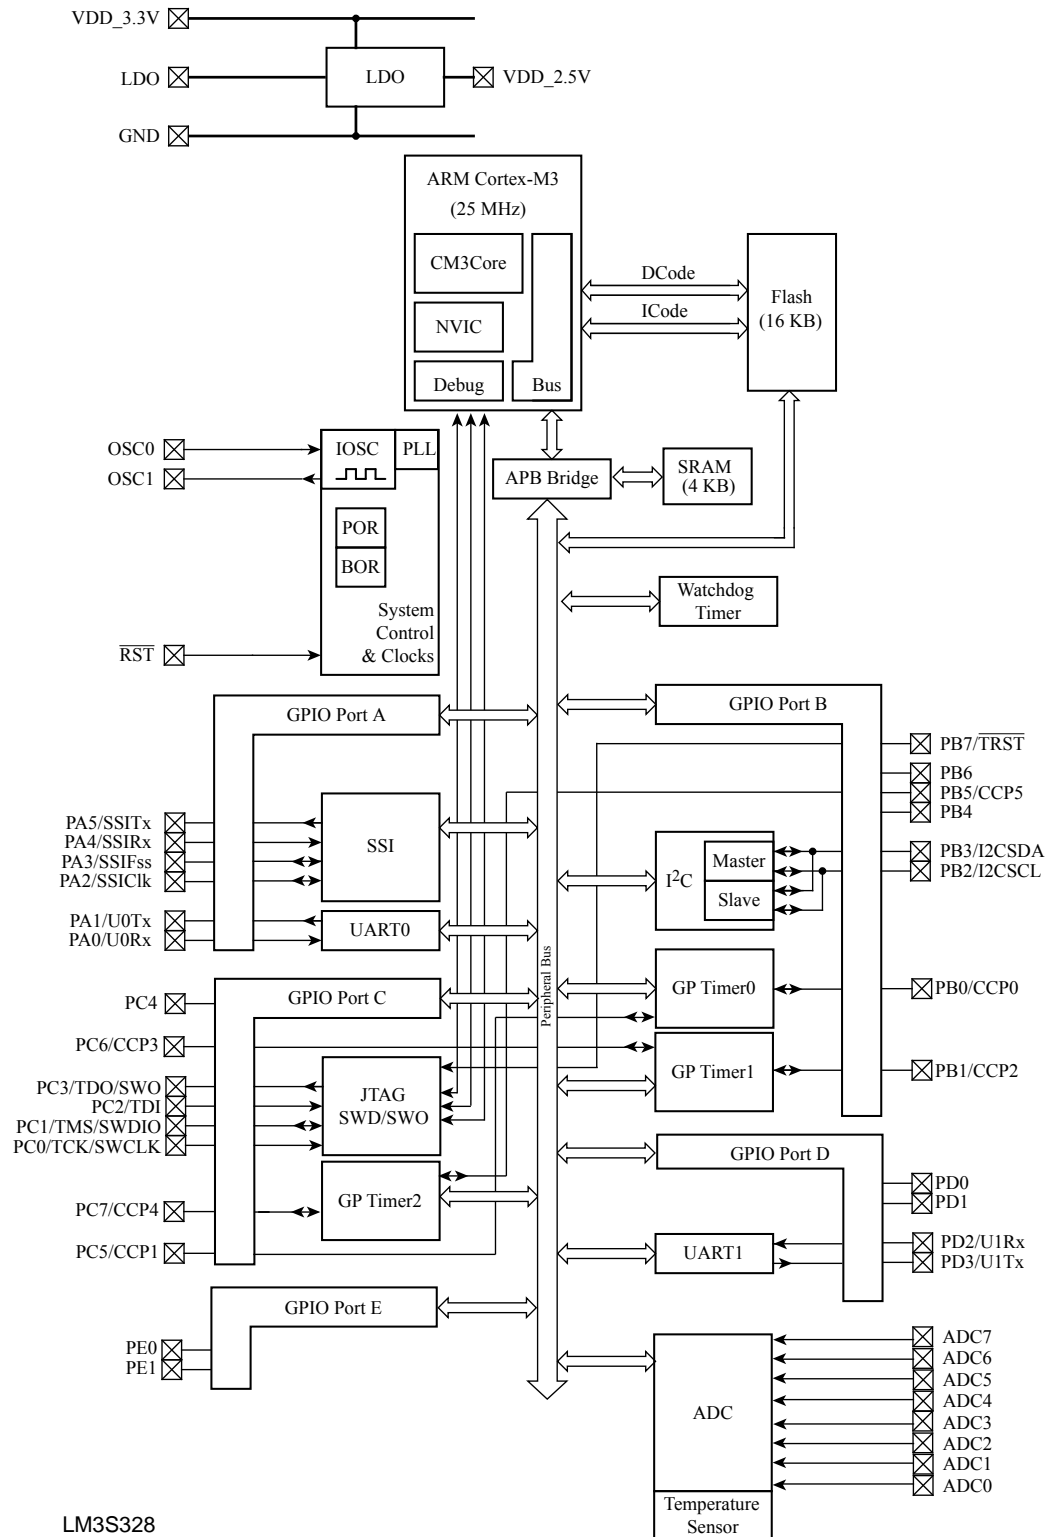 VDD_3.3V
LDO
LDO
VDD_2.5V
GND
ARM Cortex-M3
(25 MHz)
CM3Core
NVIC
Debug
Bus
DCode
ICode
Flash
(16 KB)
OSC0
OSC1
IOSC
PLL
POR
BOR
System
Control
& Clocks
RST
APB Bridge
SRAM
(4 KB)
Watchdog
Timer
GPIO Port A
GPIO Port B
PB7/TRST
PB6
PB5/CCP5
PB4
PA5/SSITx
PA4/SSIRx
PA3/SSIFss
PA2/SSIClk
SSI
I²C
Master
Slave
PB3/I2CSDA
PB2/I2CSCL
PA1/U0Tx
PA0/U0Rx
UART0
Peripheral Bus
GPIO Port C
PC4
PC6/CCP3
GP Timer0
PB0/CCP0
GP Timer1
PB1/CCP2
PC3/TDO/SWO
PC2/TDI
PC1/TMS/SWDIO
PC0/TCK/SWCLK
JTAG
SWD/SWO
GPIO Port D
PD0
PD1
PC7/CCP4
GP Timer2
PC5/CCP1
UART1
PD2/U1Rx
PD3/U1Tx
GPIO Port E
PE0
PE1
ADC
ADC7
ADC6
ADC5
ADC4
ADC3
ADC2
ADC1
ADC0
Temperature
Sensor
LM3S328